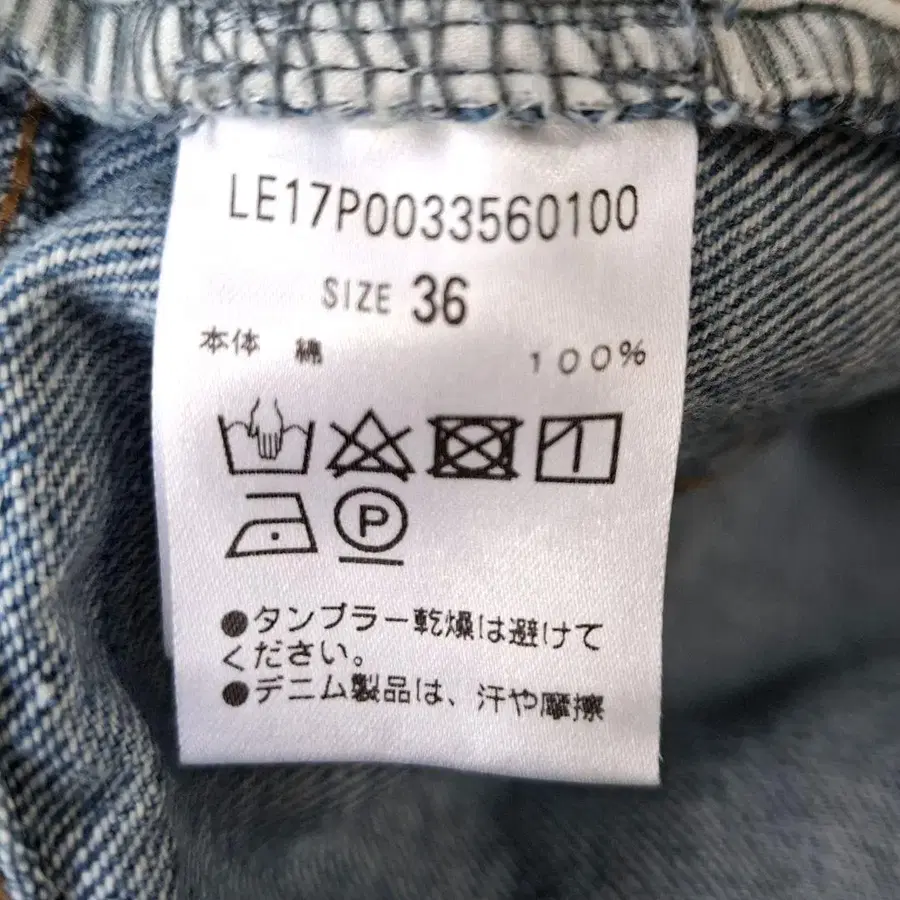 LE17P0033560100
SIZE 36
本体 綿 100%
P
●タンブラー乾燥は避けて
ください。
●デニム製品は、汗や摩擦